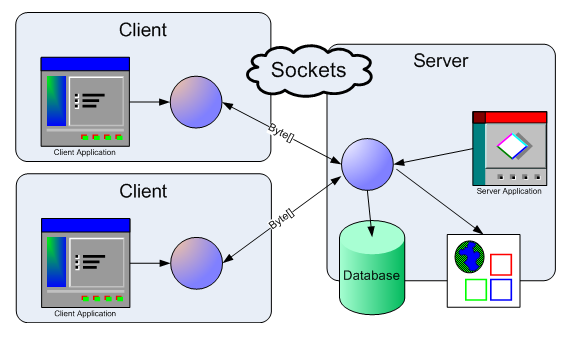 Client
Client Application
Sockets
Server
Byte[]
Server Application
Client
Client Application
Byte[]
Database